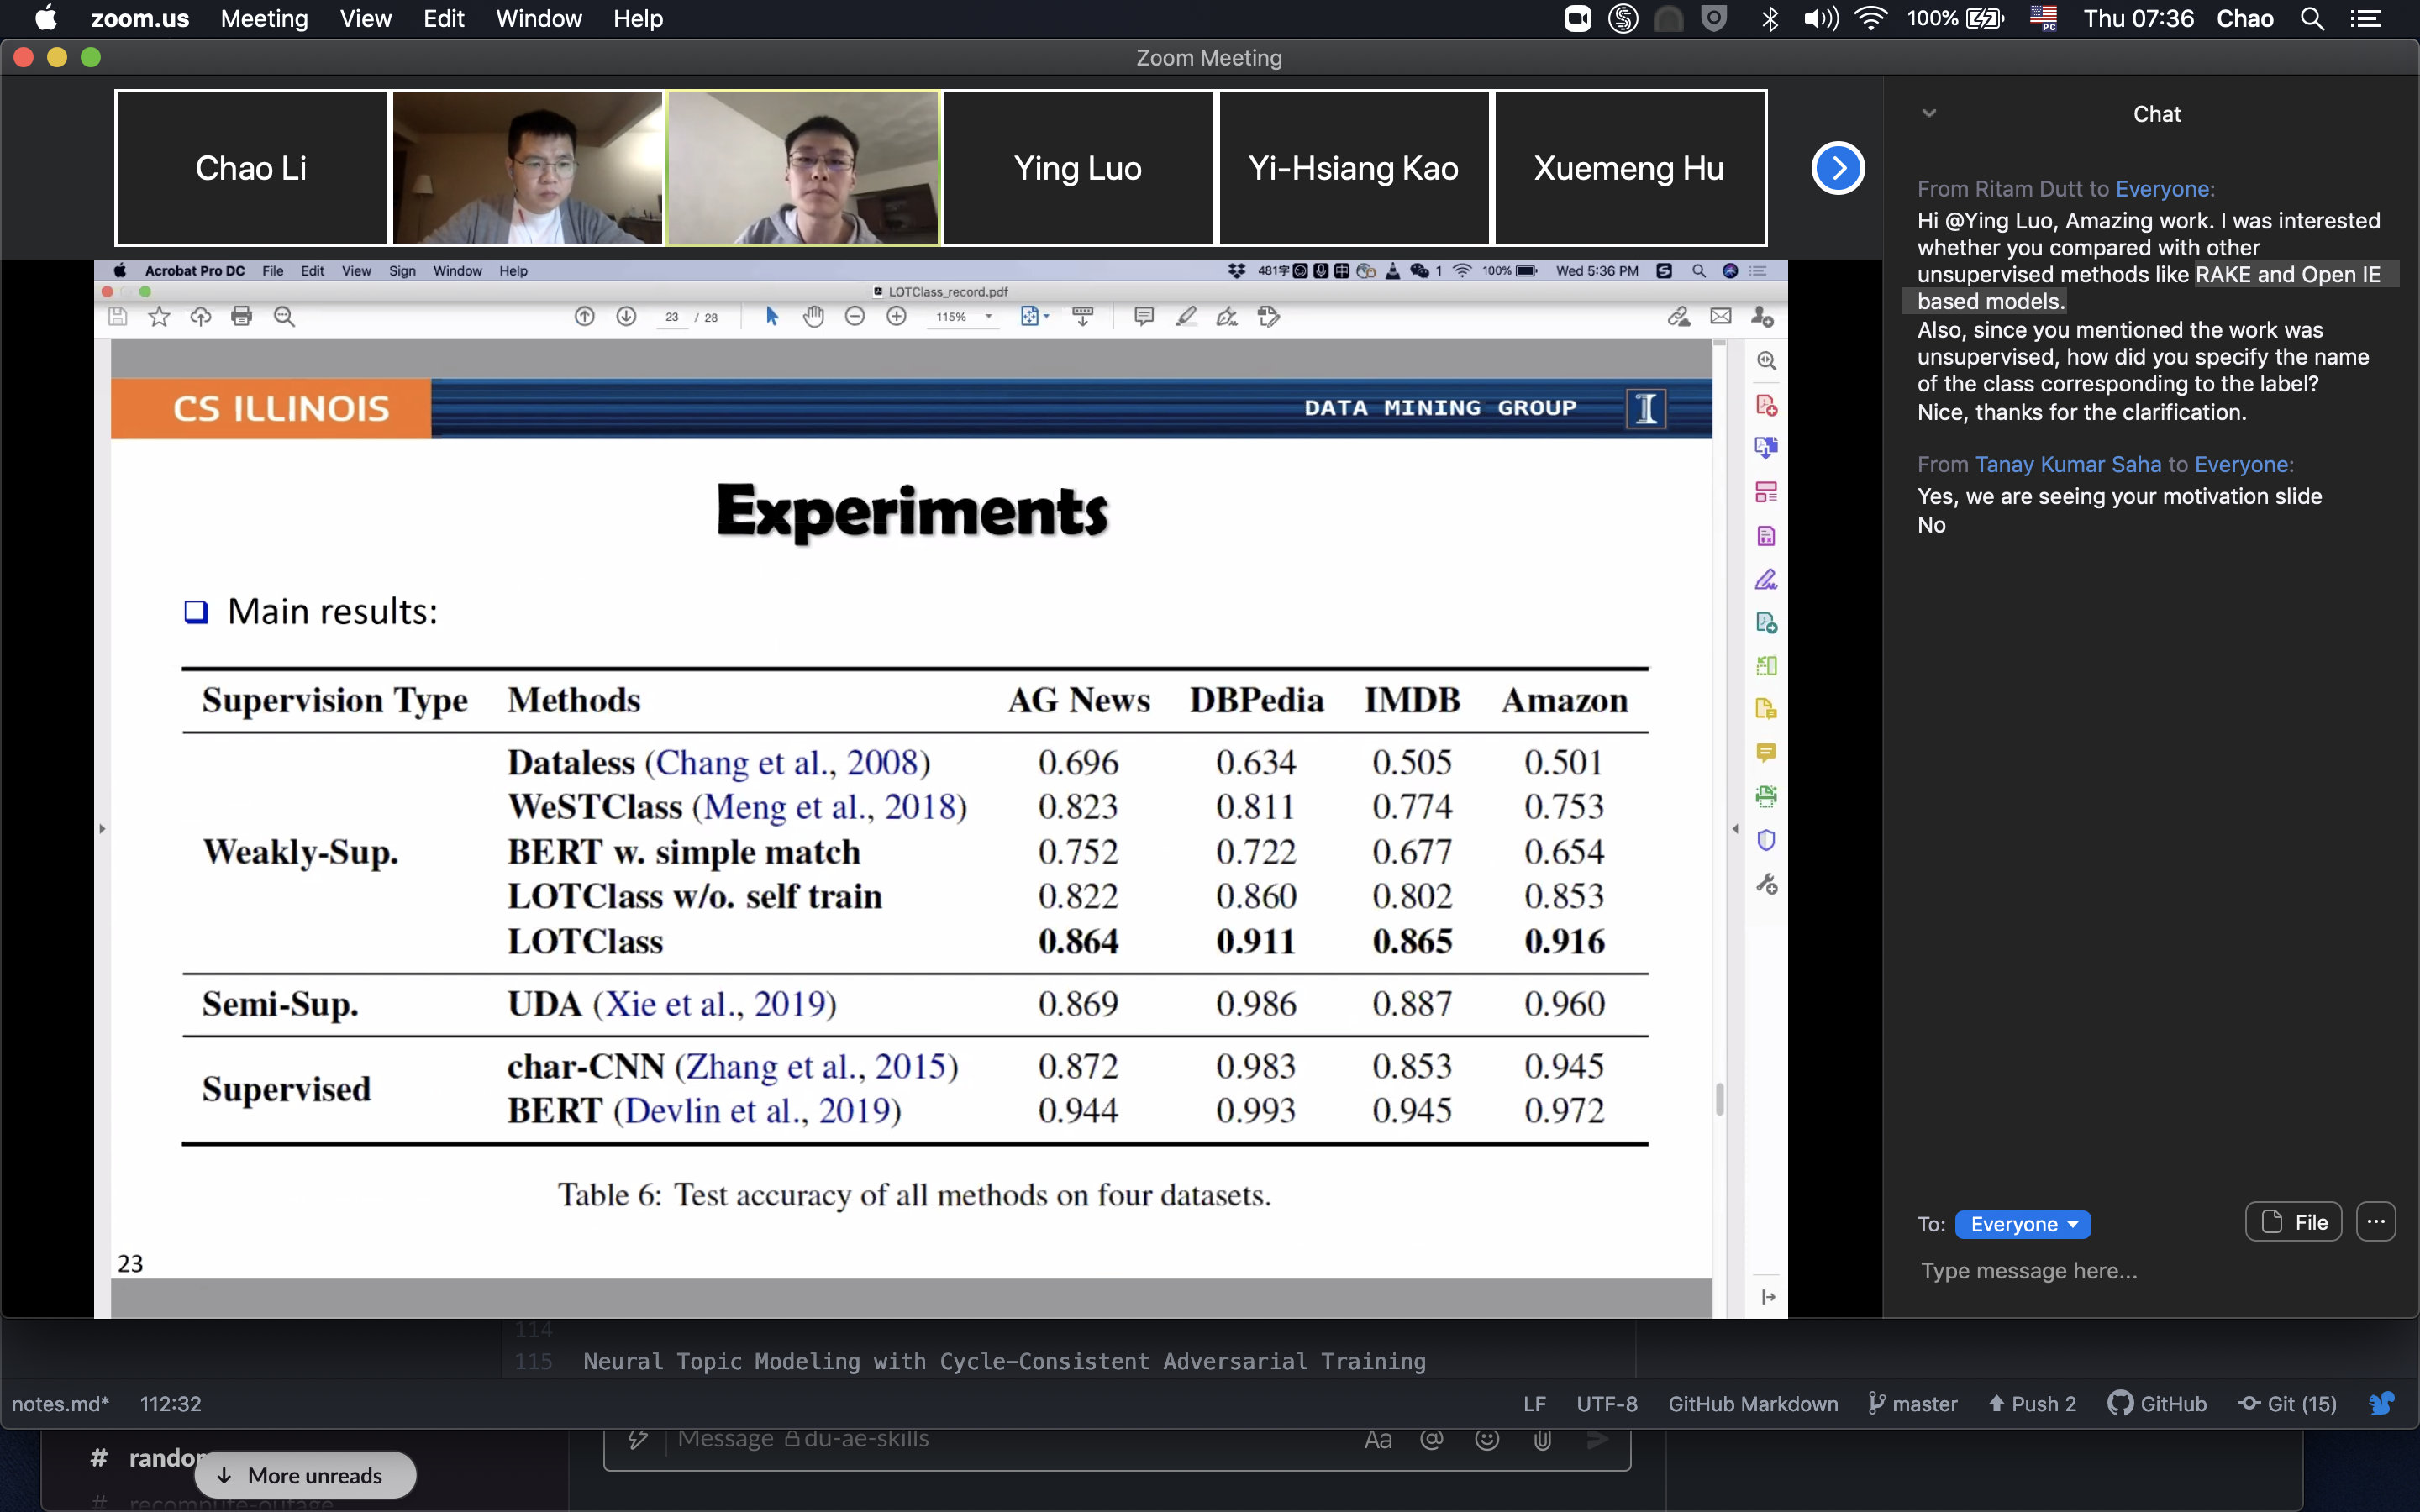 zoom.us Meeting View Edit Window Help 100% PC Thu 07:36 Chao
Zoom Meeting
Chao Li
Ying Luo
Yi-Hsiang Kao
Xuemeng Hu
Acrobat Pro DC File Edit View Sign Window Help 481字 中 1 100% Wed 5:36 PM
LOTClass_record.pdf
23 / 28 115%
CS ILLINOIS DATA MINING GROUP I
Experiments
Main results:
Supervision Type Methods AG News DBPedia IMDB Amazon
Dataless (Chang et al., 2008) 0.696 0.634 0.505 0.501
WeSTClass (Meng et al., 2018) 0.823 0.811 0.774 0.753
Weakly-Sup. BERT w. simple match 0.752 0.722 0.677 0.654
LOTClass w/o. self train 0.822 0.860 0.802 0.853
LOTClass 0.864 0.911 0.865 0.916
Semi-Sup. UDA (Xie et al., 2019) 0.869 0.986 0.887 0.960
Supervised
char-CNN (Zhang et al., 2015) 0.872 0.983 0.853 0.945
BERT (Devlin et al., 2019) 0.944 0.993 0.945 0.972
Table 6: Test accuracy of all methods on four datasets.
23
Chat
From Ritam Dutt to Everyone:
Hi @Ying Luo, Amazing work. I was interested
whether you compared with other
unsupervised methods like RAKE and Open IE
based models.
Also, since you mentioned the work was
unsupervised, how did you specify the name
of the class corresponding to the label?
Nice, thanks for the clarification.
From Tanay Kumar Saha to Everyone:
Yes, we are seeing your motivation slide
No
To: Everyone File
Type message here...
114
115 Neural Topic Modeling with Cycle-Consistent Adversarial Training
notes.md* 112:32 LF UTF-8 GitHub Markdown master Push 2 GitHub Git (15)
# random
More unreads
Message du-ae-skills Aa @
# recompute-outage